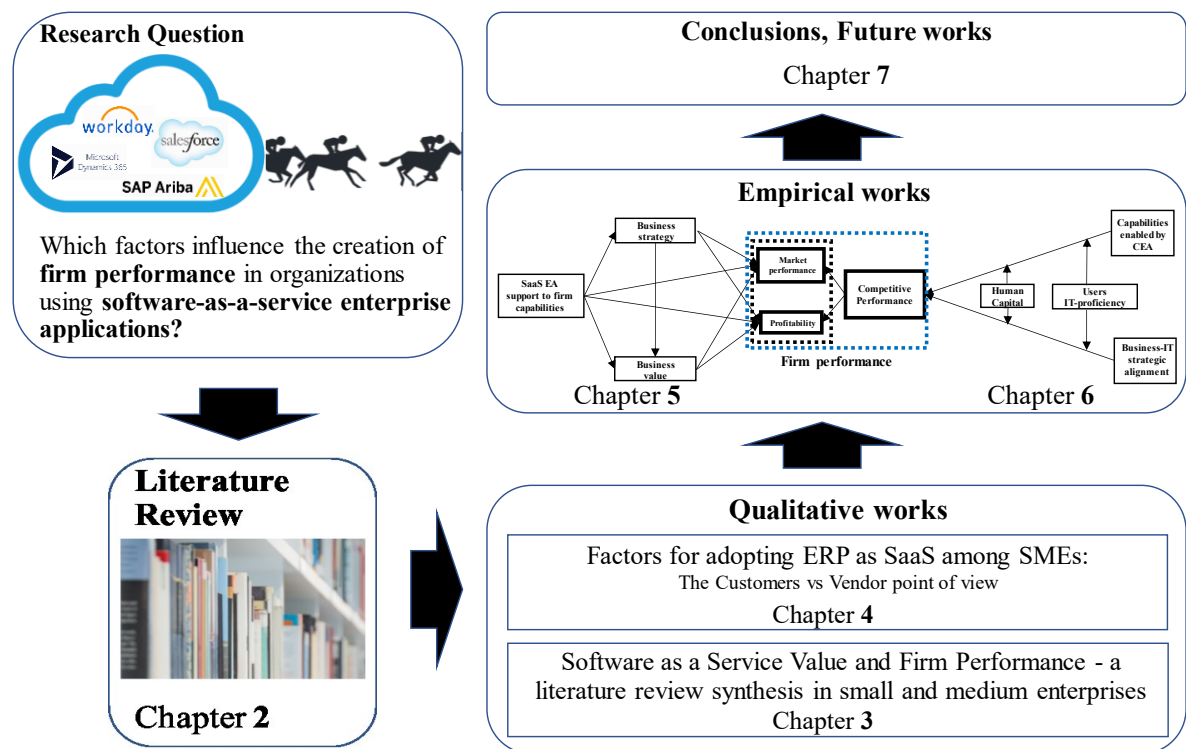 Research Question
workday.
salesforce
Microsoft
Dynamics 365
SAP Ariba
Which factors influence the creation of
firm performance in organizations
using software-as-a-service enterprise
applications?
Literature
Review
Chapter 2
Conclusions, Future works
Chapter 7
Empirical works
Business
strategy
SaaS EA
support to firm
capabilities
Business
value
Market
performance
Profitability
Competitive
Performance
Firm performance
Human
Capital
Users
IT-proficiency
Capabilities
enabled by
CEA
Business-IT
strategic
alignment
Chapter 5
Chapter 6
Qualitative works
Factors for adopting ERP as SaaS among SMEs:
The Customers vs Vendor point of view
Chapter 4
Software as a Service Value and Firm Performance - a
literature review synthesis in small and medium enterprises
Chapter 3